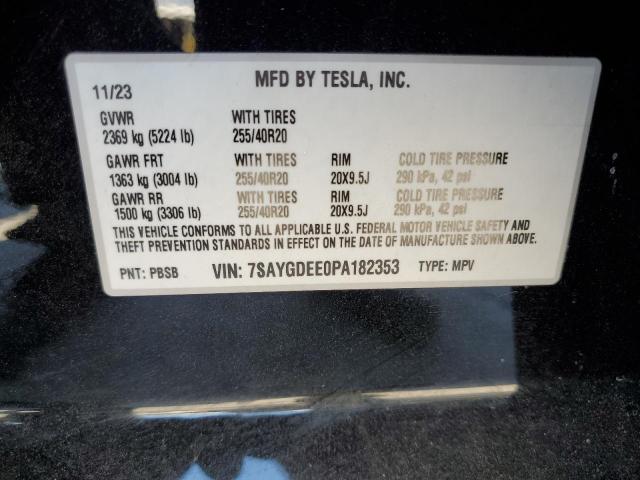 MFD BY TESLA, INC.
11/23
GVWR WITH TIRES
2369 kg (5224 lb) 255/40R20
GAWR FRT WITH TIRES RIM COLD TIRE PRESSURE
1363 kg (3004 lb) 255/40R20 20X9.5J 290 kPa, 42 psi
GAWR RR WITH TIRES RIM COLD TIRE PRESSURE
1500 kg (3306 lb) 255/40R20 20X9.5J 290 kPa, 42 psi
THIS VEHICLE CONFORMS TO ALL APPLICABLE U.S. FEDERAL MOTOR VEHICLE SAFETY AND
THEFT PREVENTION STANDARDS IN EFFECT ON THE DATE OF MANUFACTURE SHOWN ABOVE.
PNT: PBSB VIN: 7SAYGDEE0PA182353 TYPE: MPV